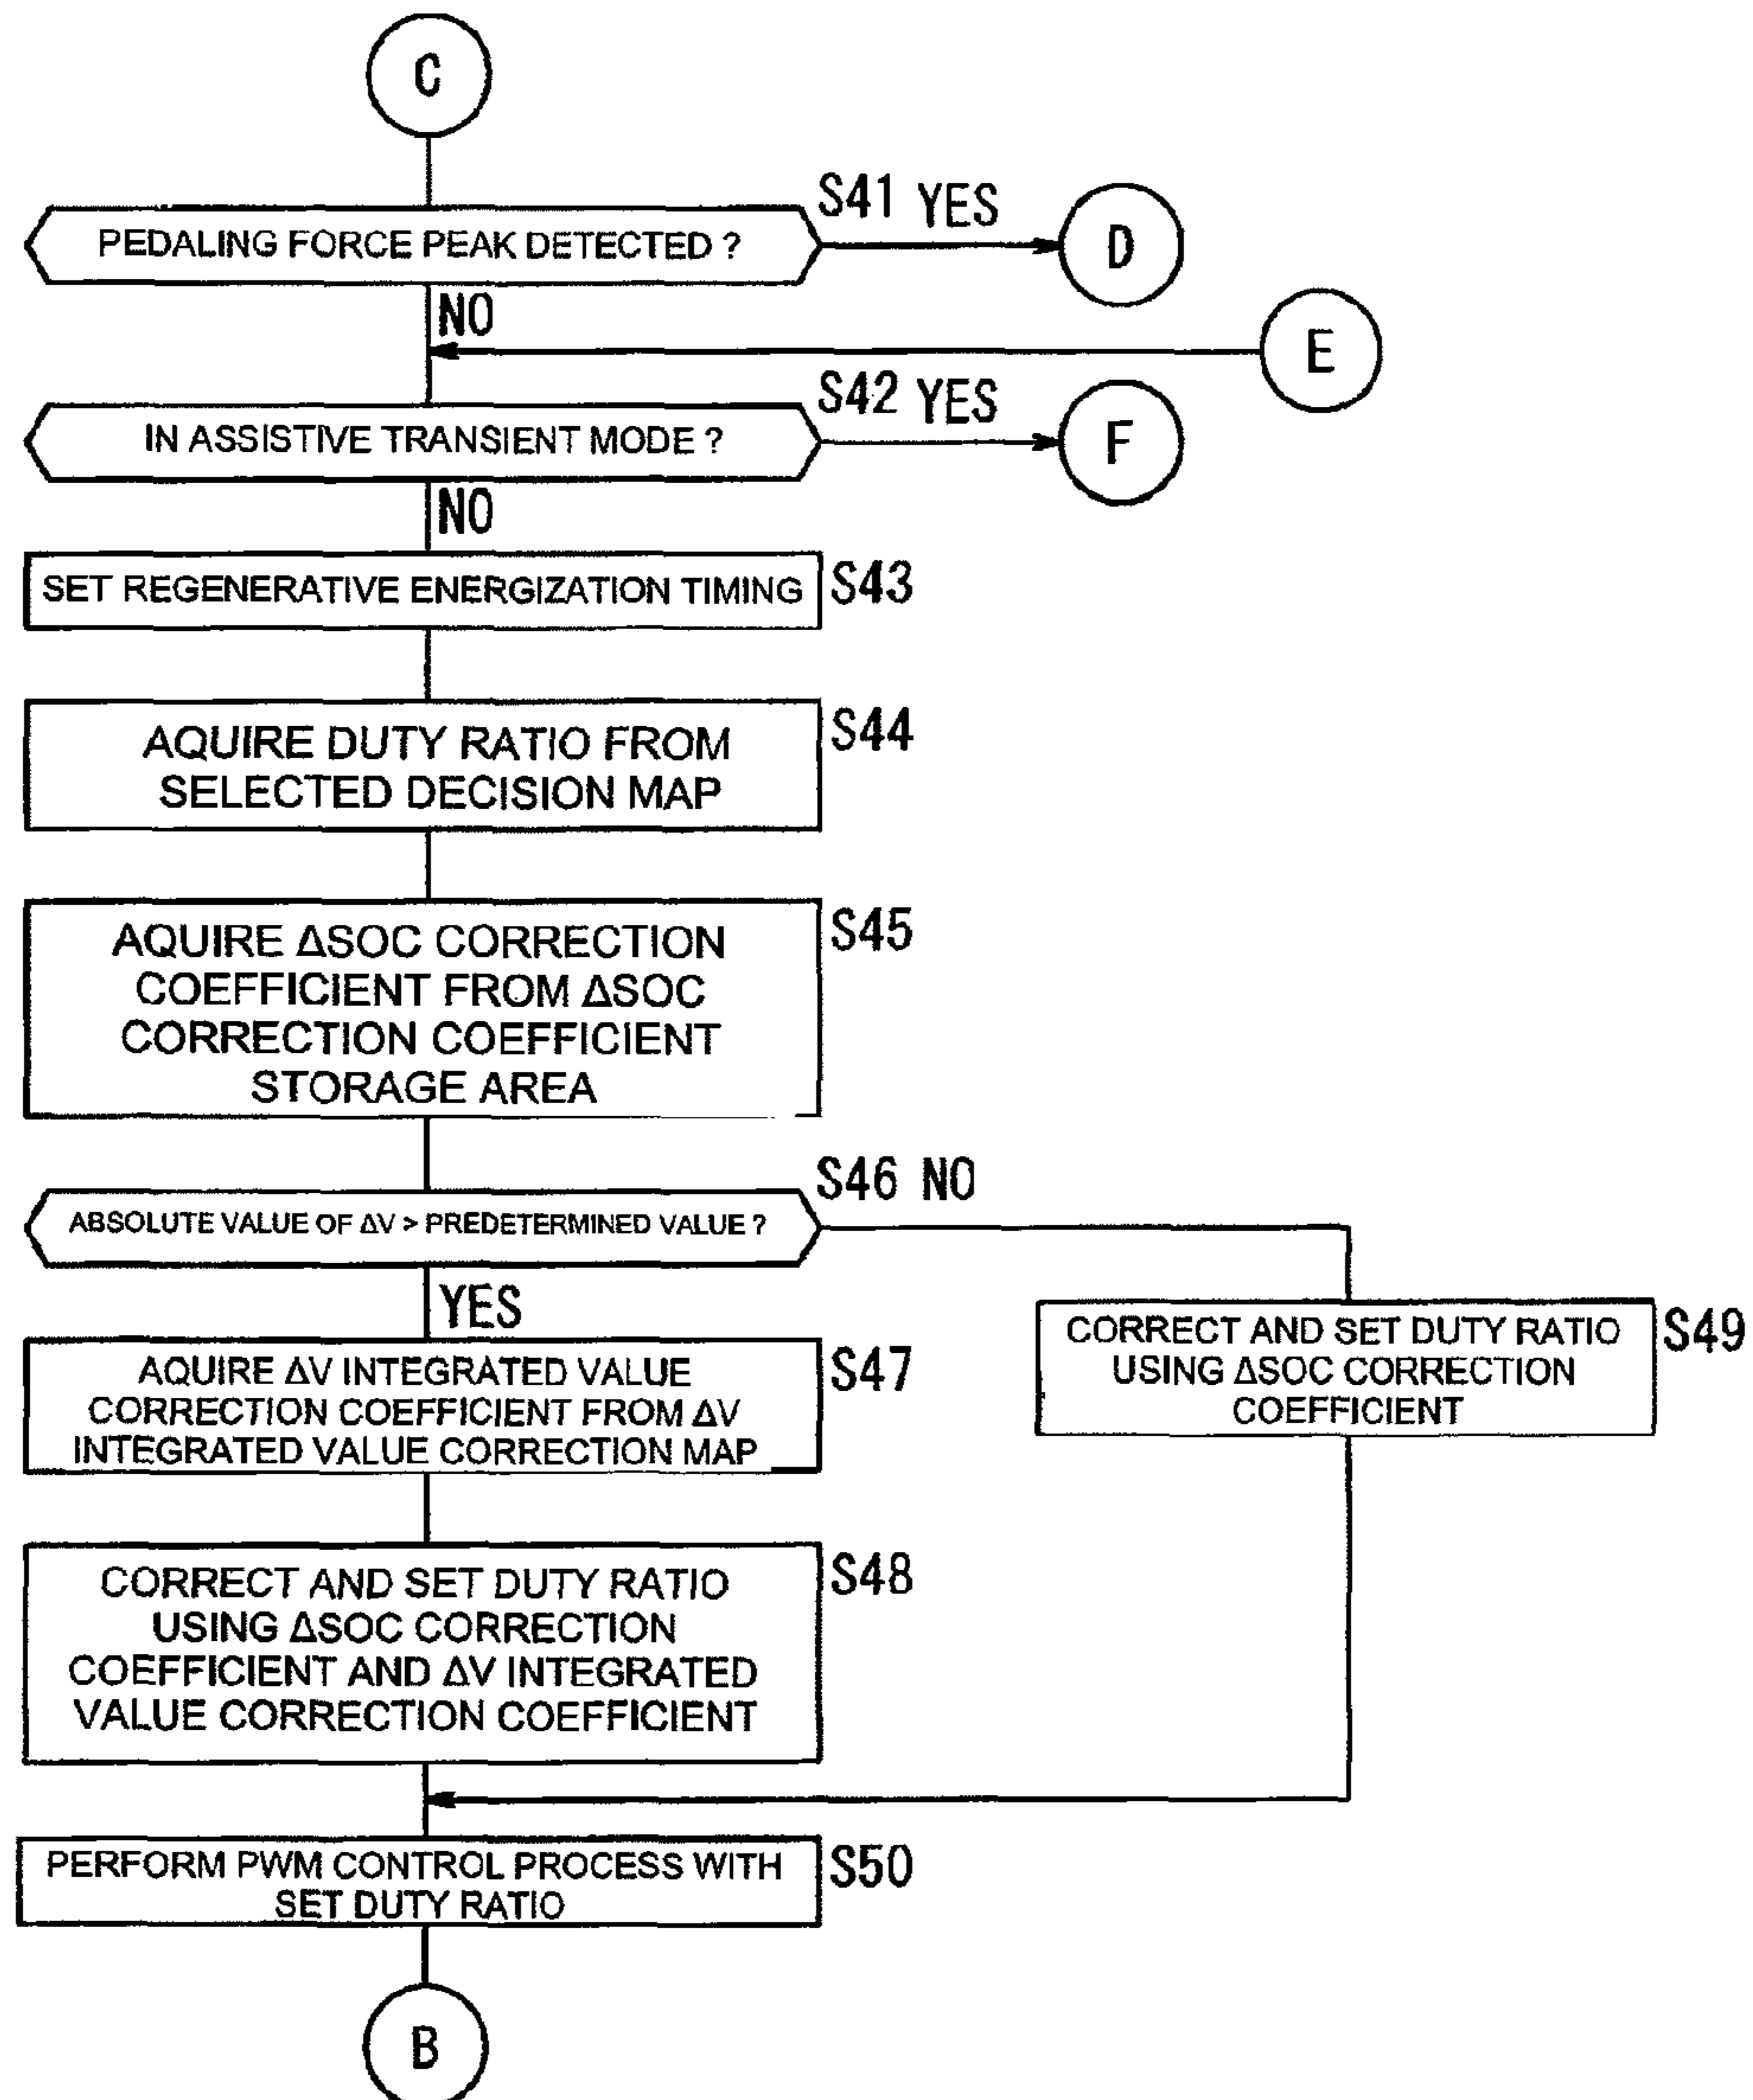 C
S41 YES
PEDALING FORCE PEAK DETECTED ?
D
NO
E
S42 YES
IN ASSISTIVE TRANSIENT MODE ?
F
NO
SET REGENERATIVE ENERGIZATION TIMING
S43
AQUIRE DUTY RATIO FROM
SELECTED DECISION MAP
S44
AQUIRE ΔSOC CORRECTION
COEFFICIENT FROM ΔSOC
CORRECTION COEFFICIENT
STORAGE AREA
S45
S46 NO
ABSOLUTE VALUE OF ΔV > PREDETERMINED VALUE ?
YES
AQUIRE ΔV INTEGRATED VALUE
CORRECTION COEFFICIENT FROM ΔV
INTEGRATED VALUE CORRECTION MAP
S47
CORRECT AND SET DUTY RATIO
USING ΔSOC CORRECTION
COEFFICIENT
S49
CORRECT AND SET DUTY RATIO
USING ΔSOC CORRECTION
COEFFICIENT AND ΔV INTEGRATED
VALUE CORRECTION COEFFICIENT
S48
PERFORM PWM CONTROL PROCESS WITH
SET DUTY RATIO
S50
B